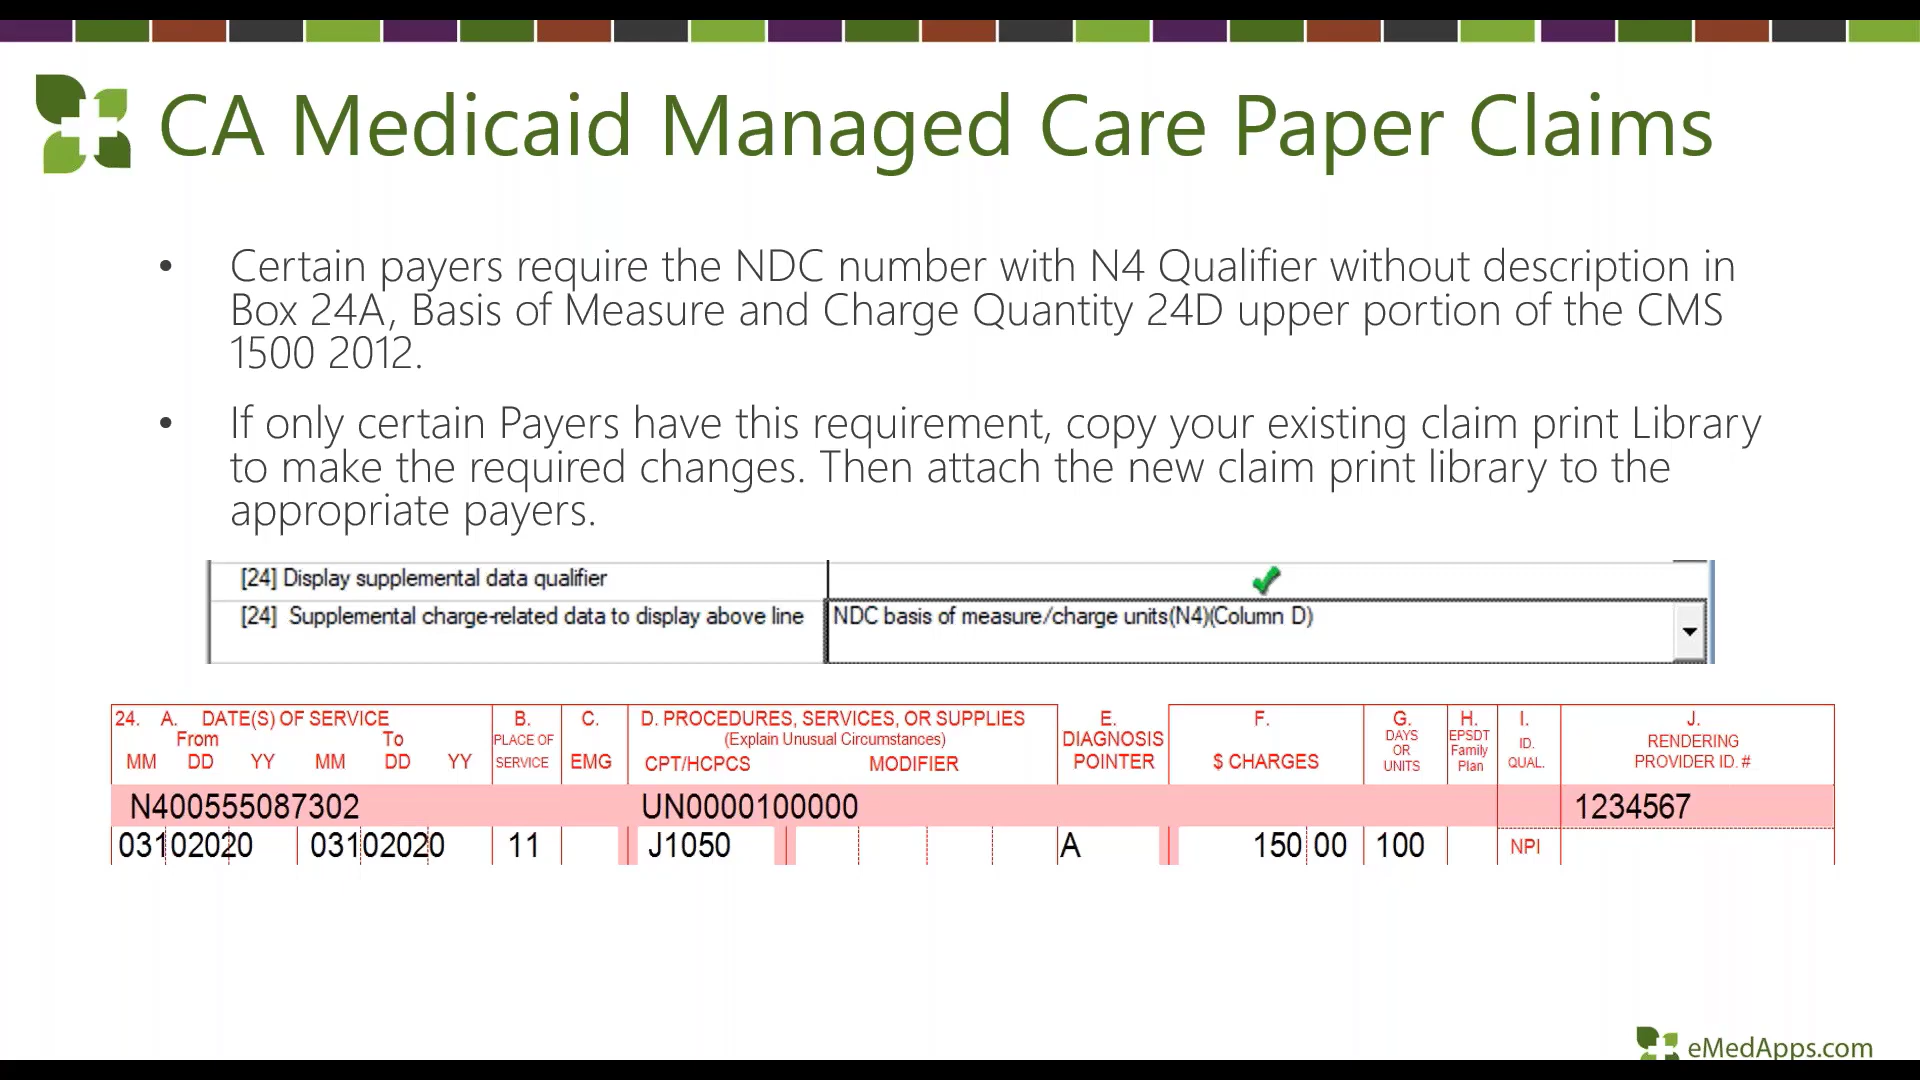 CA Medicaid Managed Care Paper Claims
• Certain payers require the NDC number with N4 Qualifier without description in
Box 24A, Basis of Measure and Charge Quantity 24D upper portion of the CMS
1500 2012.
• If only certain Payers have this requirement, copy your existing claim print Library
to make the required changes. Then attach the new claim print library to the
appropriate payers.
[24] Display supplemental data qualifier
[24] Supplemental charge-related data to display above line NDC basis of measure/charge units(N4)(Column D)
24. A. DATE(S) OF SERVICE B. C. D. PROCEDURES, SERVICES, OR SUPPLIES E. F. G. H. I. J.
From To PLACE OF (Explain Unusual Circumstances) DIAGNOSIS DAYS EPSDT ID. RENDERING
OR Family
MM DD YY MM DD YY SERVICE EMG CPT/HCPCS MODIFIER POINTER $ CHARGES UNITS Plan QUAL. PROVIDER ID. #
N400555087302 UN0000100000 1234567
03102020 03102020 11 J1050 A 150 00 100 NPI
eMedApps.com